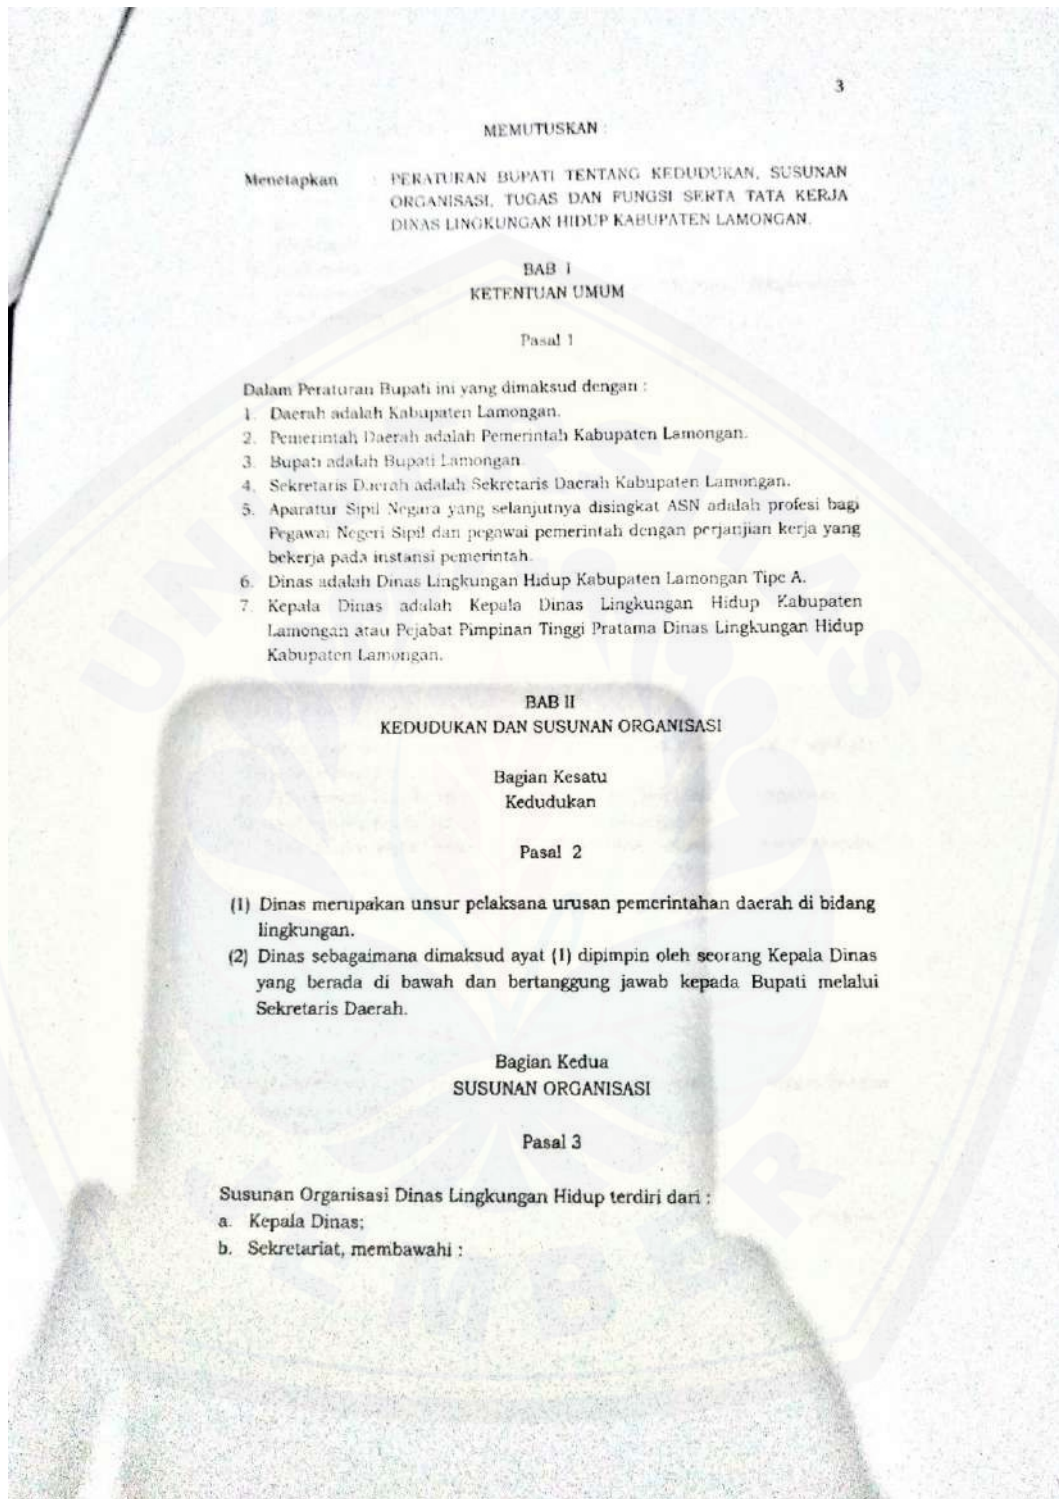 3
MEMUTUSKAN :
Menetapkan : PERATURAN BUPATI TENTANG KEDUDUKAN, SUSUNAN
ORGANISASI, TUGAS DAN FUNGSI SERTA TATA KERJA
DINAS LINGKUNGAN HIDUP KABUPATEN LAMONGAN.
BAB I
KETENTUAN UMUM
Pasal 1
Dalam Peraturan Bupati ini yang dimaksud dengan :
1. Daerah adalah Kabupaten Lamongan.
2. Pemerintah Daerah adalah Pemerintah Kabupaten Lamongan.
3. Bupati adalah Bupati Lamongan.
4. Sekretaris Daerah adalah Sekretaris Daerah Kabupaten Lamongan.
5. Aparatur Sipil Negara yang selanjutnya disingkat ASN adalah profesi bagi
Pegawai Negeri Sipil dan pegawai pemerintah dengan perjanjian kerja yang
bekerja pada instansi pemerintah.
6. Dinas adalah Dinas Lingkungan Hidup Kabupaten Lamongan Tipe A.
7. Kepala Dinas adalah Kepala Dinas Lingkungan Hidup Kabupaten
Lamongan atau Pejabat Pimpinan Tinggi Pratama Dinas Lingkungan Hidup
Kabupaten Lamongan.
BAB II
KEDUDUKAN DAN SUSUNAN ORGANISASI
Bagian Kesatu
Kedudukan
Pasal 2
(1) Dinas merupakan unsur pelaksana urusan pemerintahan daerah di bidang
lingkungan.
(2) Dinas sebagaimana dimaksud ayat (1) dipimpin oleh seorang Kepala Dinas
yang berada di bawah dan bertanggung jawab kepada Bupati melalui
Sekretaris Daerah.
Bagian Kedua
SUSUNAN ORGANISASI
Pasal 3
Susunan Organisasi Dinas Lingkungan Hidup terdiri dari :
a. Kepala Dinas;
b. Sekretariat, membawahi :